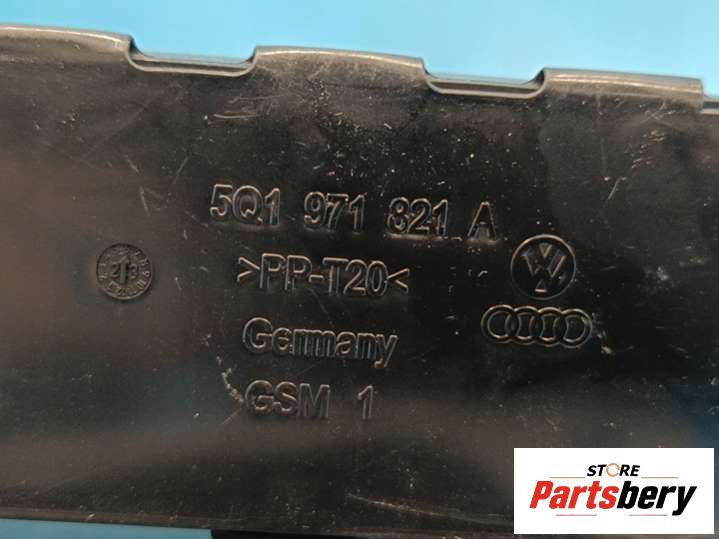 5Q1 971 821 A
>PP-T20<
Germany
GSM 1
STORE
Partsbery